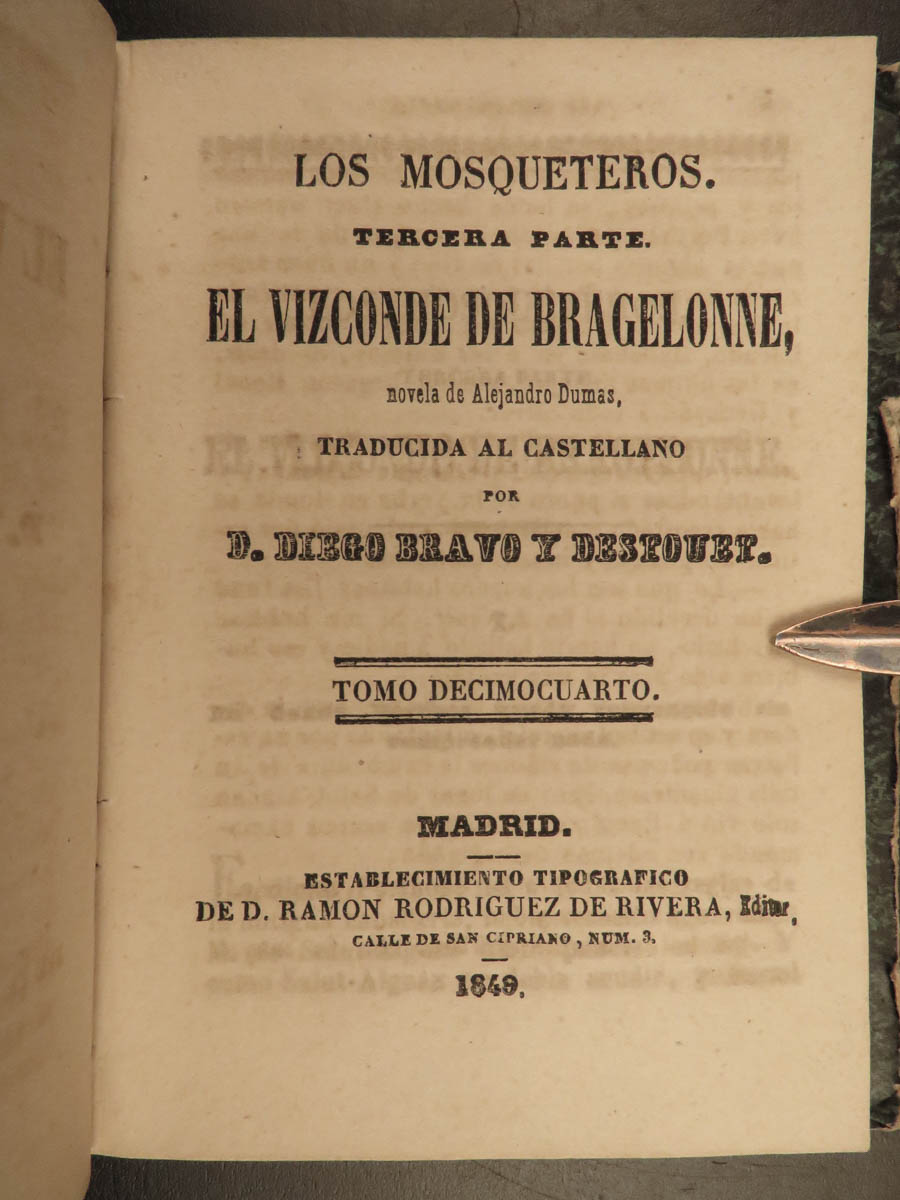 LOS MOSQUETEROS.
TERCERA PARTE.
EL VIZCONDE DE BRAGELONNE,
novela de Alejandro Dumas,
TRADUCIDA AL CASTELLANO
POR
D. DIEGO BRAVO Y DESTOUET.
TOMO DECIMOCUARTO.
MADRID.
ESTABLECIMIENTO TIPOGRAFICO
DE D. RAMON RODRIGUEZ DE RIVERA, Editor,
CALLE DE SAN CIPRIANO, NUM. 3.
1849.